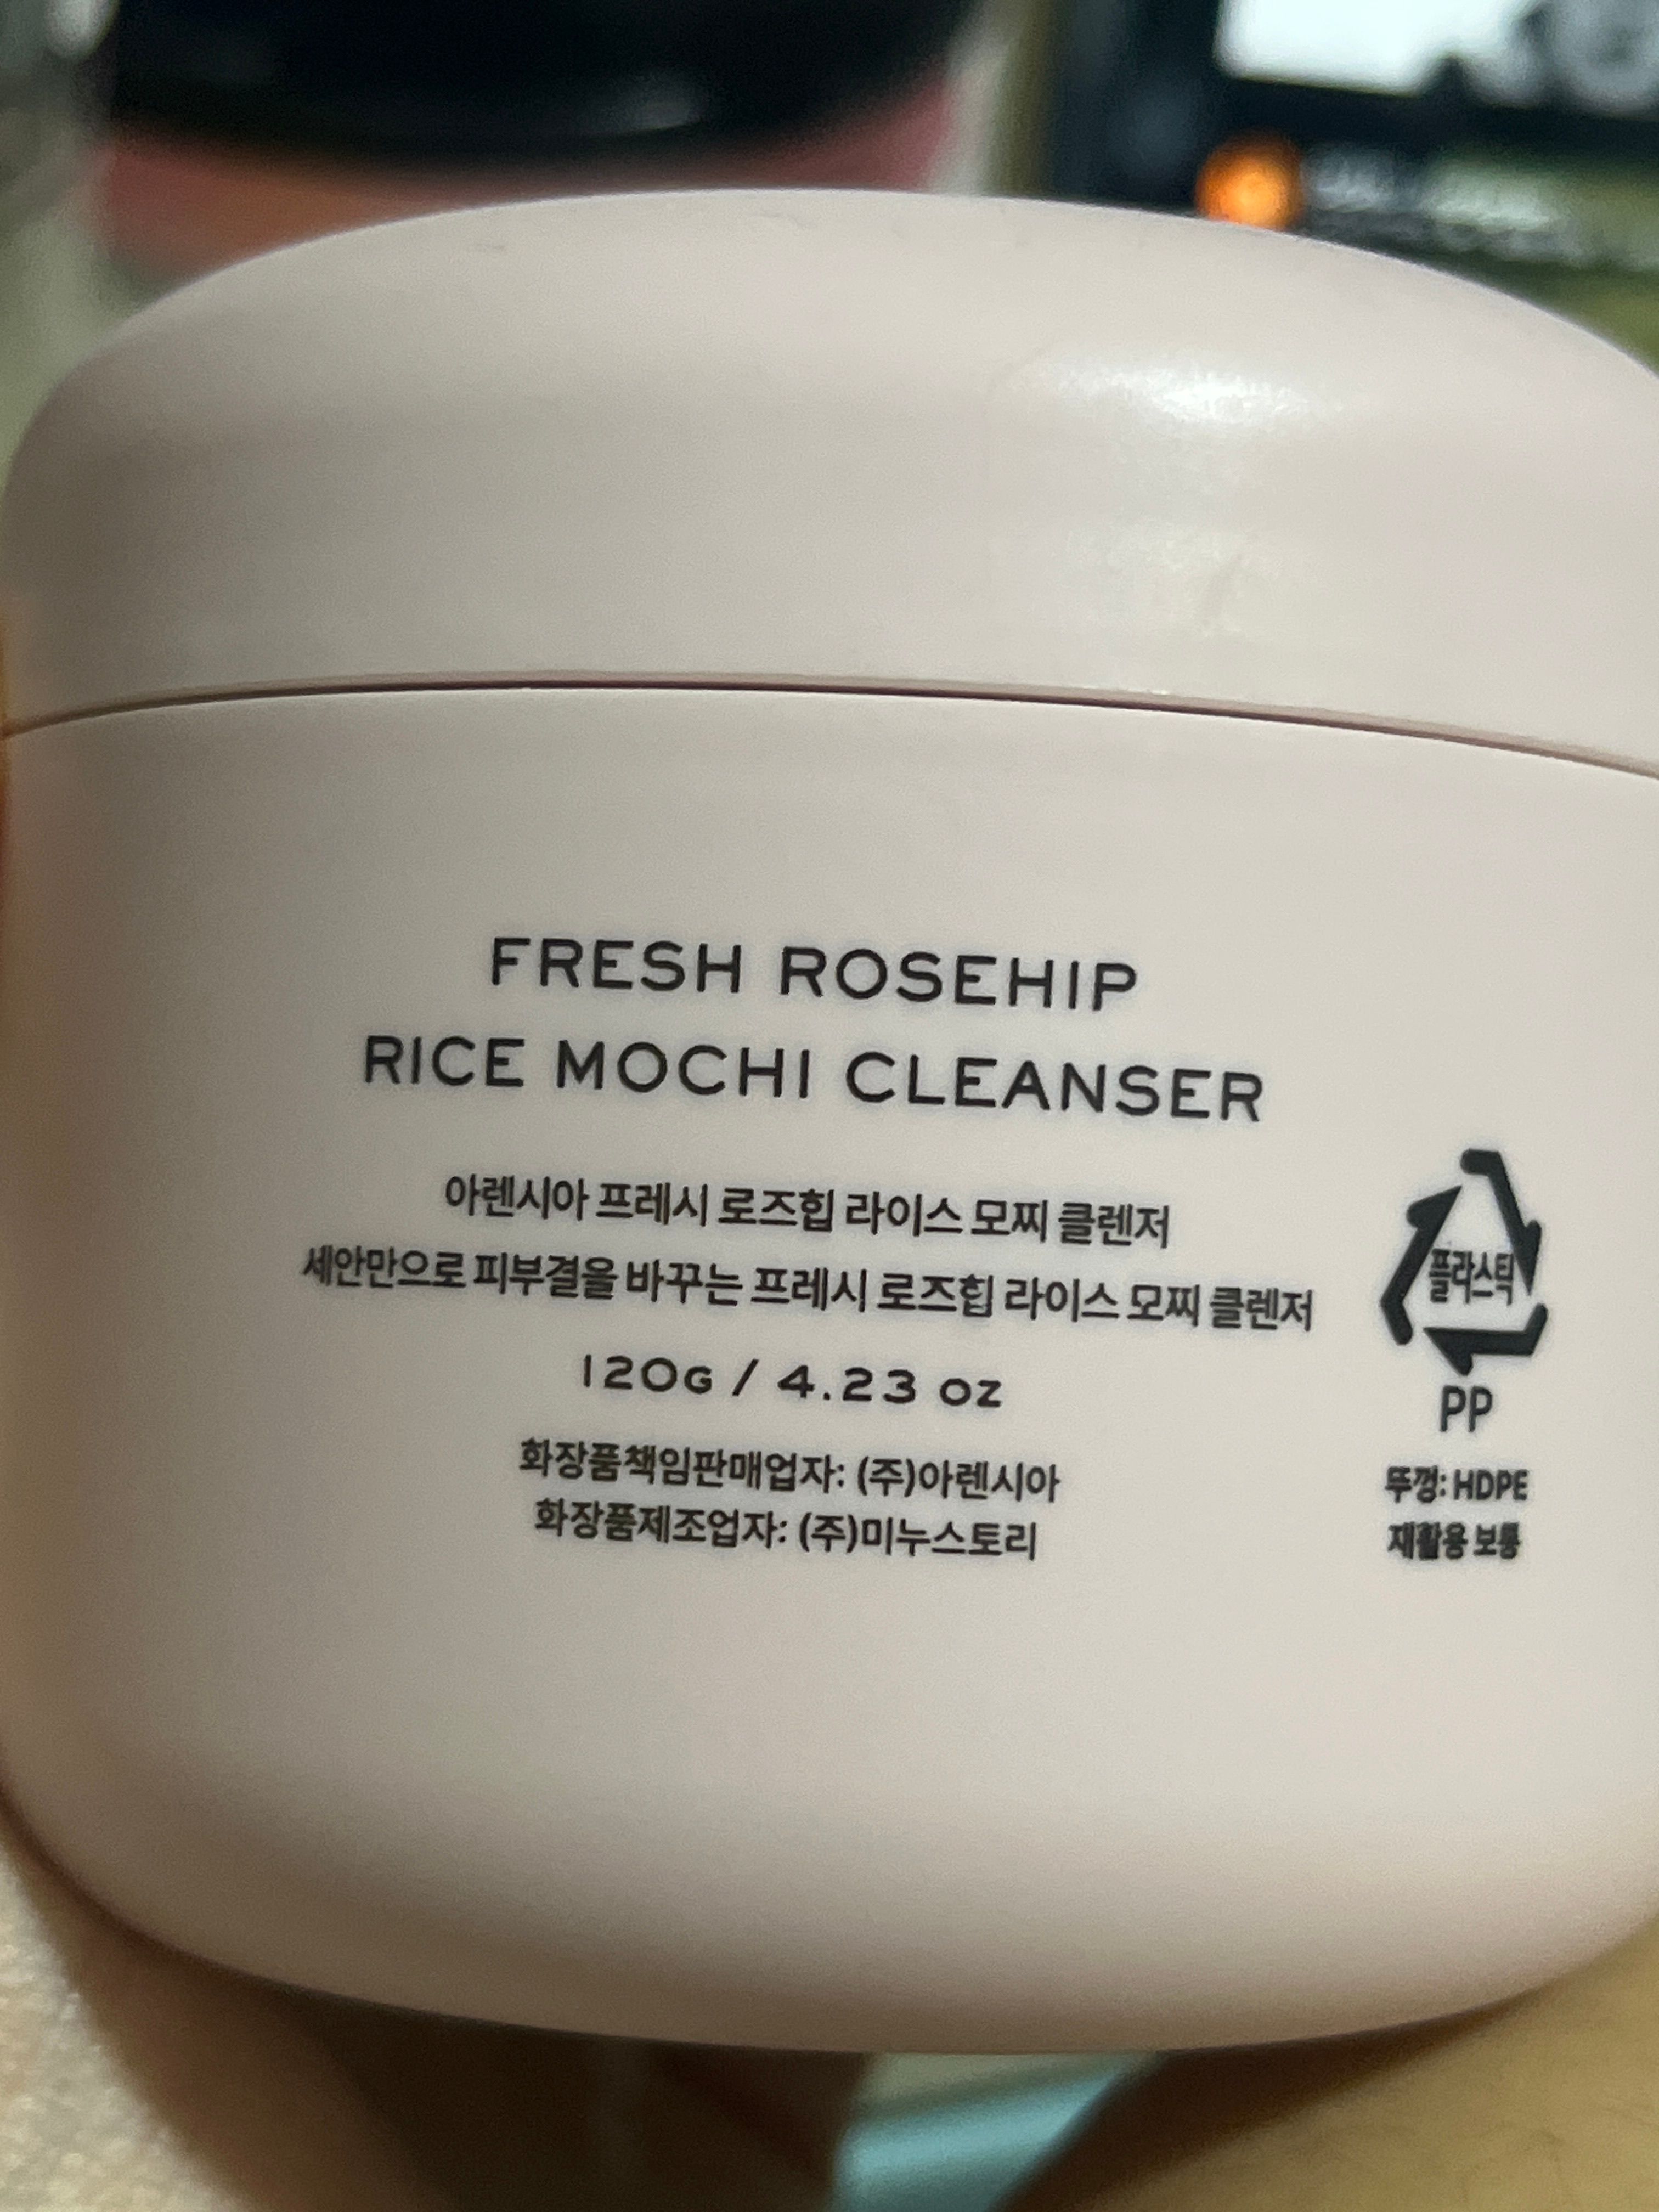 FRESH ROSEHIP
RICE MOCHI CLEANSER
아렌시아 프레시 로즈힙 라이스 모찌 클렌저
세안만으로 피부결을 바꾸는 프레시 로즈힙 라이스 모찌 클렌저
120G / 4.23 OZ
화장품책임판매업자: (주)아렌시아
화장품제조업자: (주)미누스토리
플라스틱
PP
뚜껑: HDPE
재활용 보통